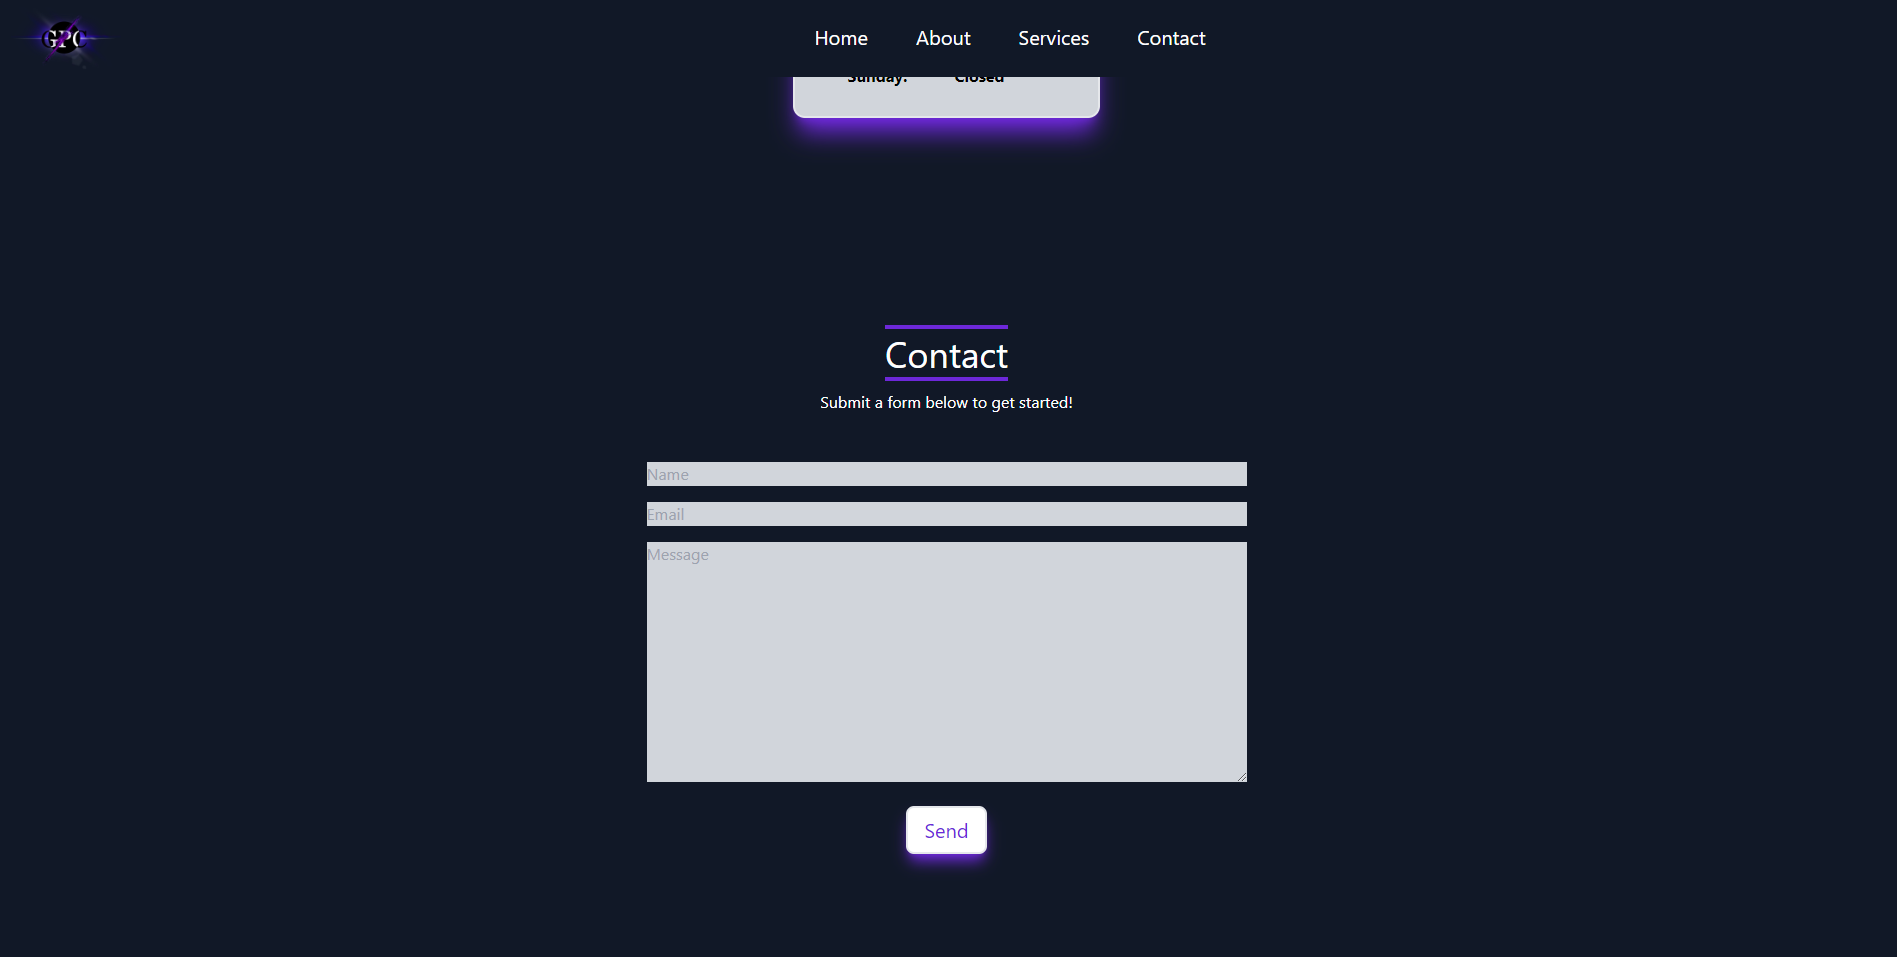 GPC
Home About Services Contact
Sunday: Closed
Contact
Submit a form below to get started!
Name
Email
Message
Send